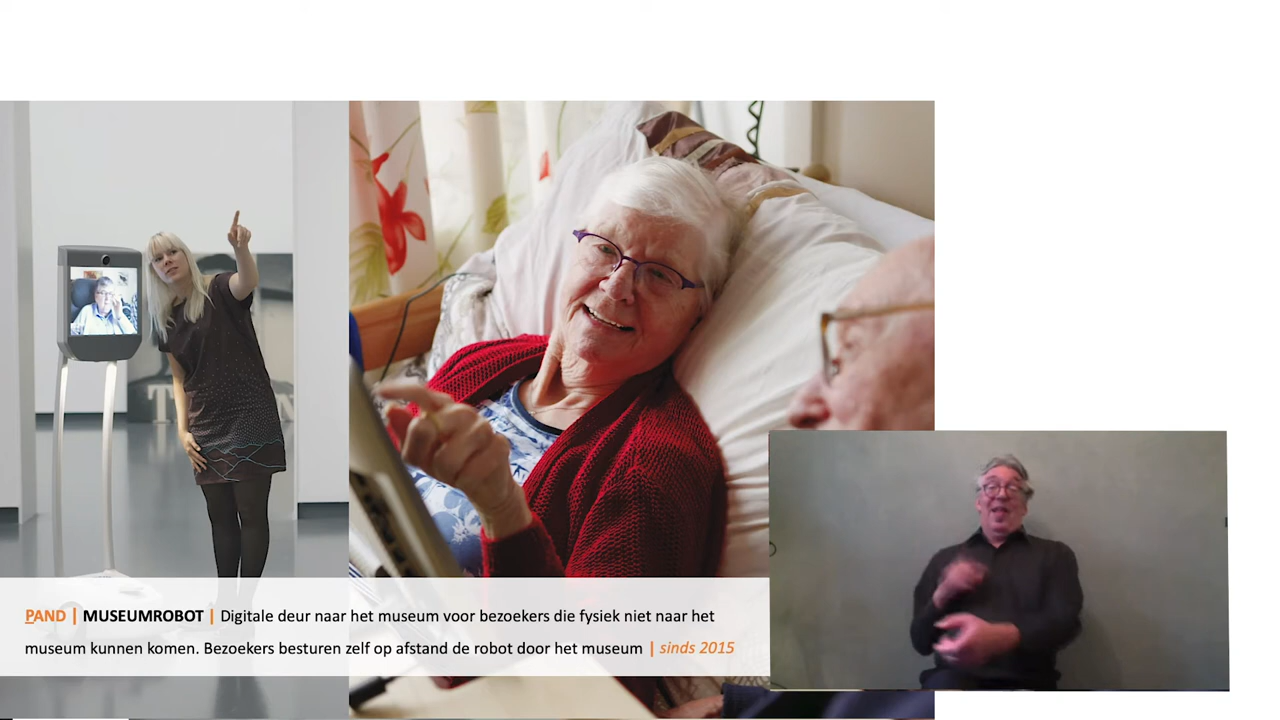 PAND | MUSEUMROBOT | Digitale deur naar het museum voor bezoekers die fysiek niet naar het
museum kunnen komen. Bezoekers besturen zelf op afstand de robot door het museum | sinds 2015